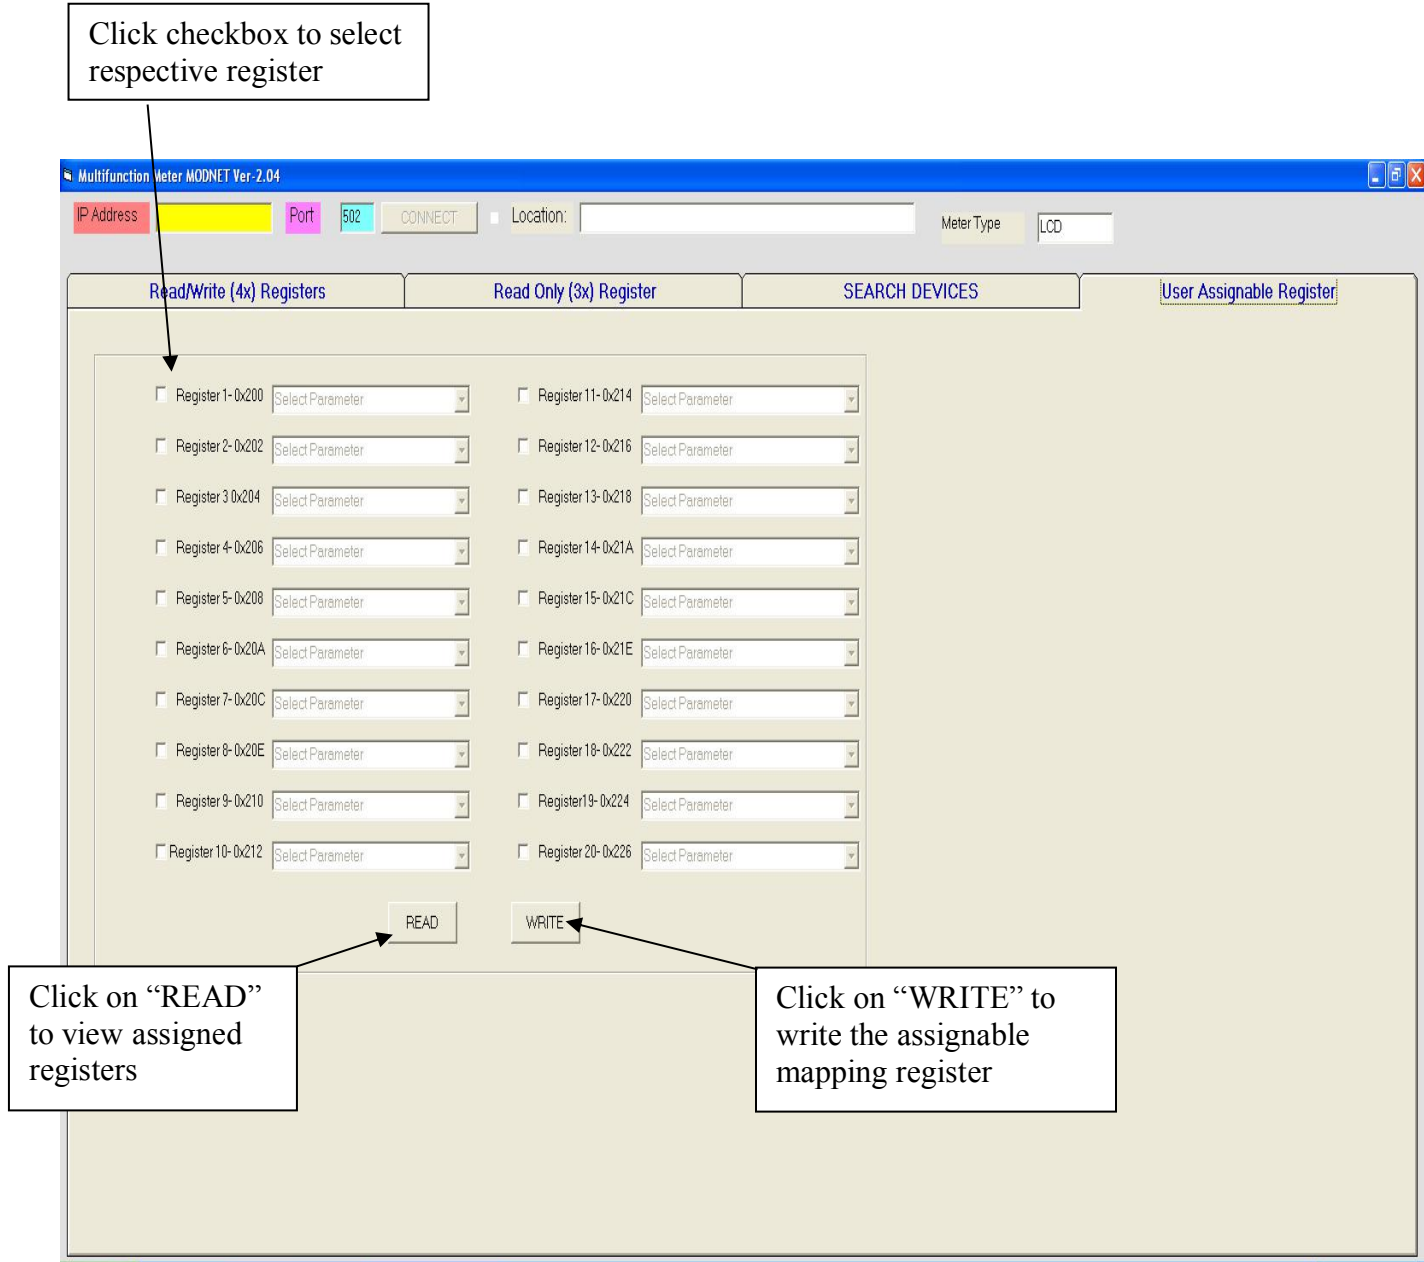 Click checkbox to select
respective register
Multifunction Meter MODNET Ver-2.04
IP Address
Port
502
CONNECT
Location:
Meter Type
LCD
Read/Write (4x) Registers
Read Only (3x) Register
SEARCH DEVICES
User Assignable Register
Register 1- 0x200 Select Parameter
Register 11- 0x214 Select Parameter
Register 2- 0x202 Select Parameter
Register 12- 0x216 Select Parameter
Register 3 0x204 Select Parameter
Register 13- 0x218 Select Parameter
Register 4- 0x206 Select Parameter
Register 14- 0x21A Select Parameter
Register 5- 0x208 Select Parameter
Register 15- 0x21C Select Parameter
Register 6- 0x20A Select Parameter
Register 16- 0x21E Select Parameter
Register 7- 0x20C Select Parameter
Register 17- 0x220 Select Parameter
Register 8- 0x20E Select Parameter
Register 18- 0x222 Select Parameter
Register 9- 0x210 Select Parameter
Register19- 0x224 Select Parameter
Register 10- 0x212 Select Parameter
Register 20- 0x226 Select Parameter
READ
WRITE
Click on “READ”
to view assigned
registers
Click on “WRITE” to
write the assignable
mapping register